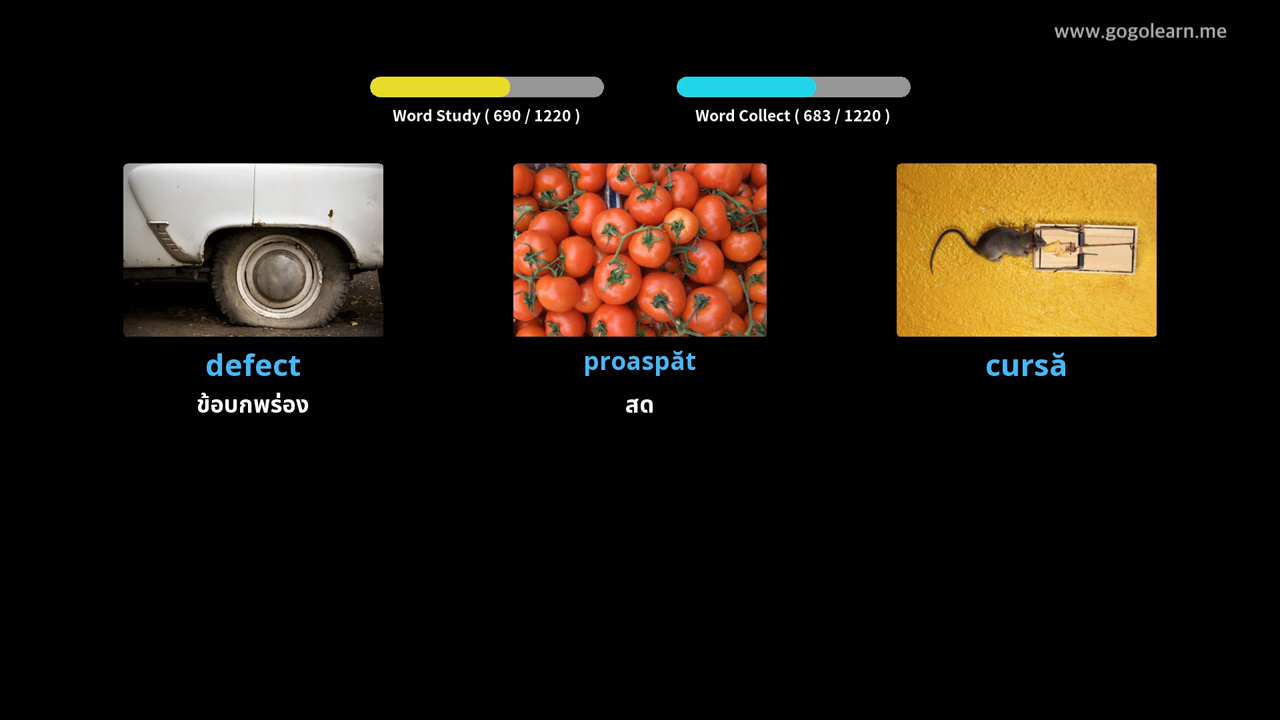 www.gogolearn.me
Word Study ( 690 / 1220 )
Word Collect ( 683 / 1220 )
defect
proaspăt
cursă
ข้อบกพร่อง
สด